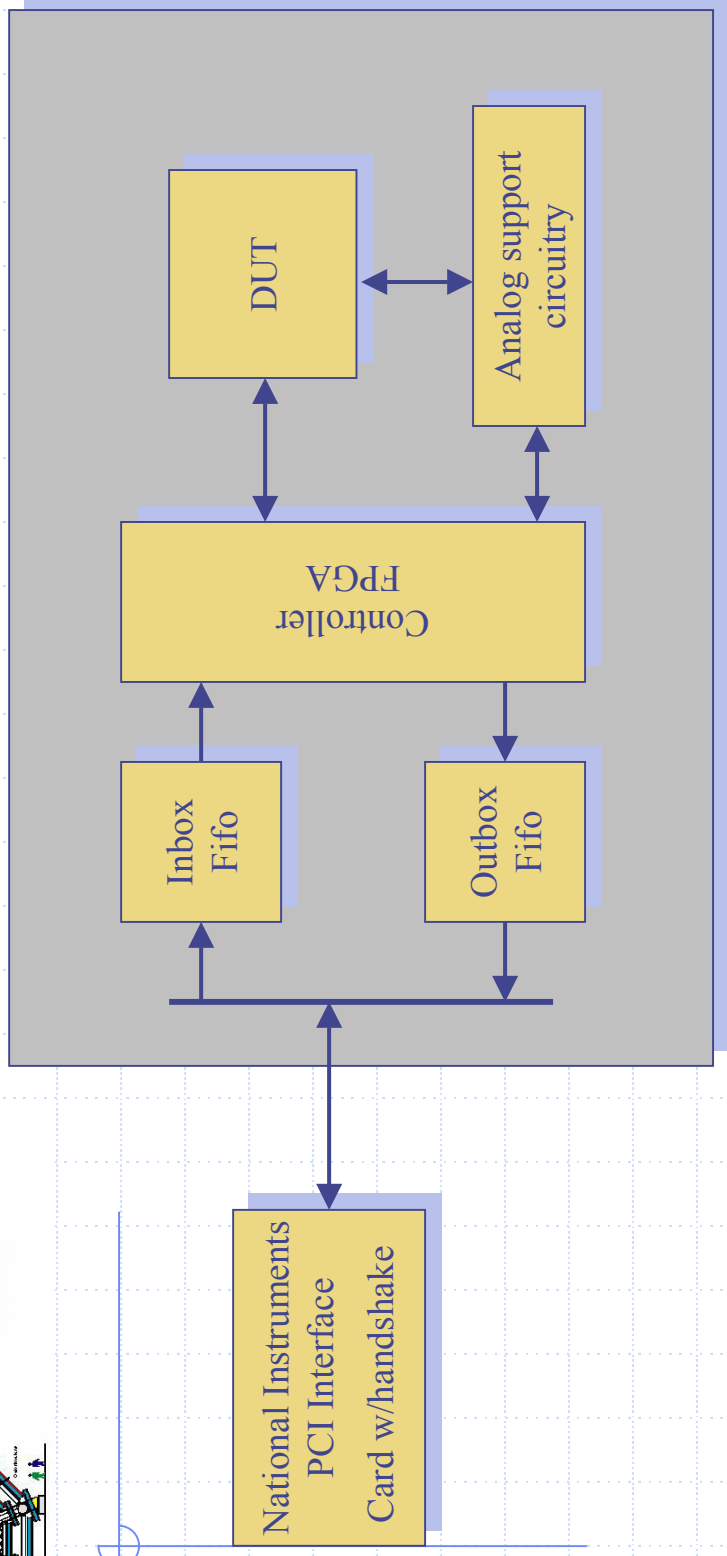 National Instruments
PCI Interface
Card w/handshake
Inbox
Fifo
Outbox
Fifo
Controller
FPGA
DUT
Analog support
circuitry